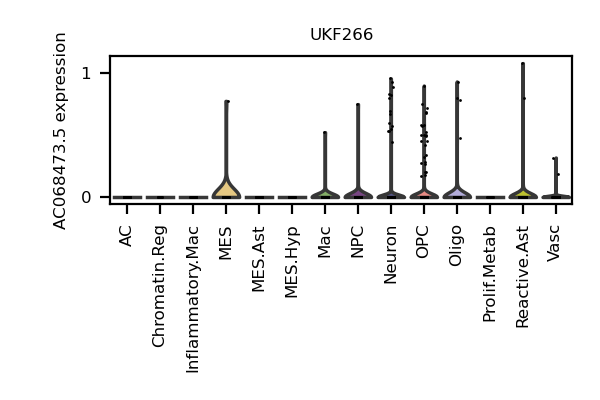 UKF266
AC068473.5 expression
1
0
AC
Chromatin.Reg
Inflammatory.Mac
MES
MES.Ast
MES.Hyp
Mac
NPC
Neuron
OPC
Oligo
Prolif.Metab
Reactive.Ast
Vasc